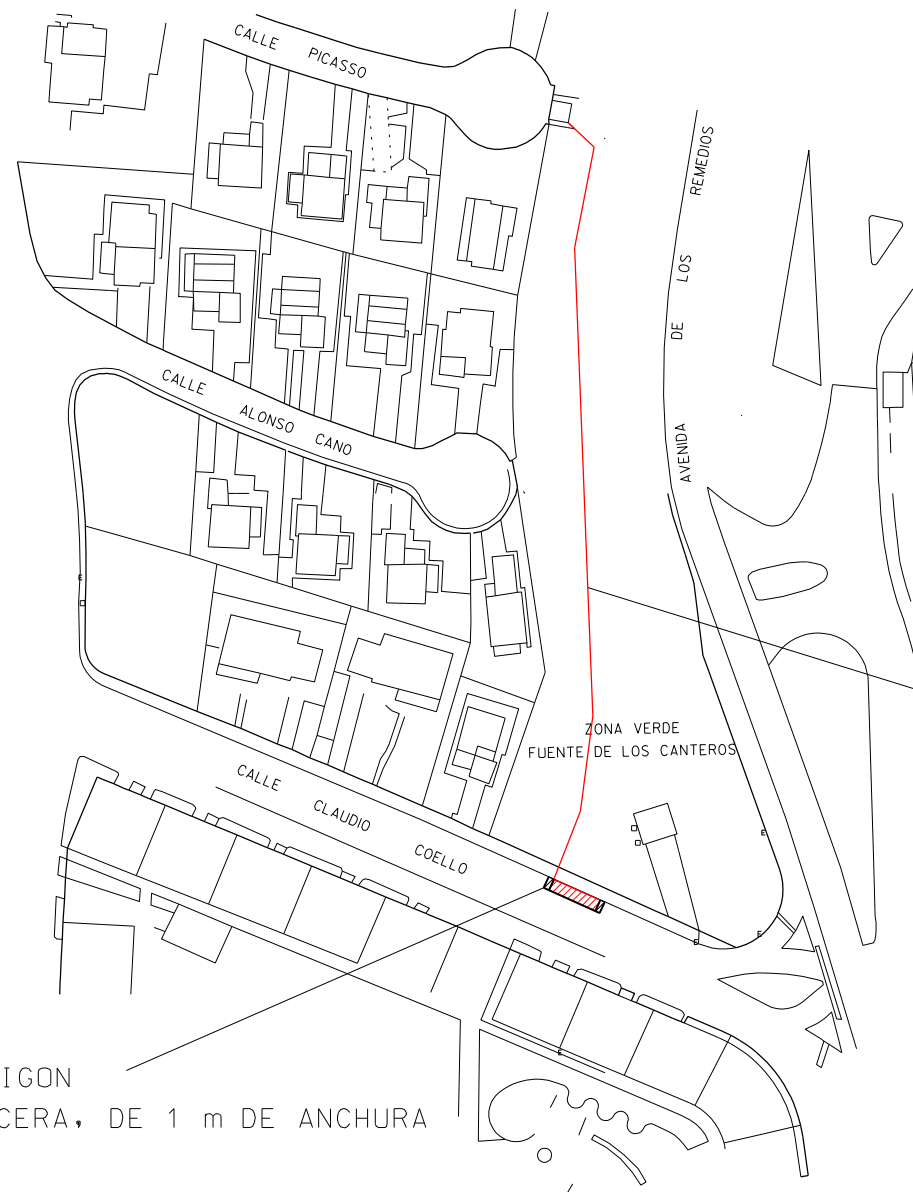 CALLE PICASSO
AVENIDA DE LOS REMEDIOS
CALLE ALONSO CANO
ZONA VERDE
FUENTE DE LOS CANTEROS
CALLE CLAUDIO COELLO
IGON
CERA, DE 1 m DE ANCHURA
E
E
E
E
E